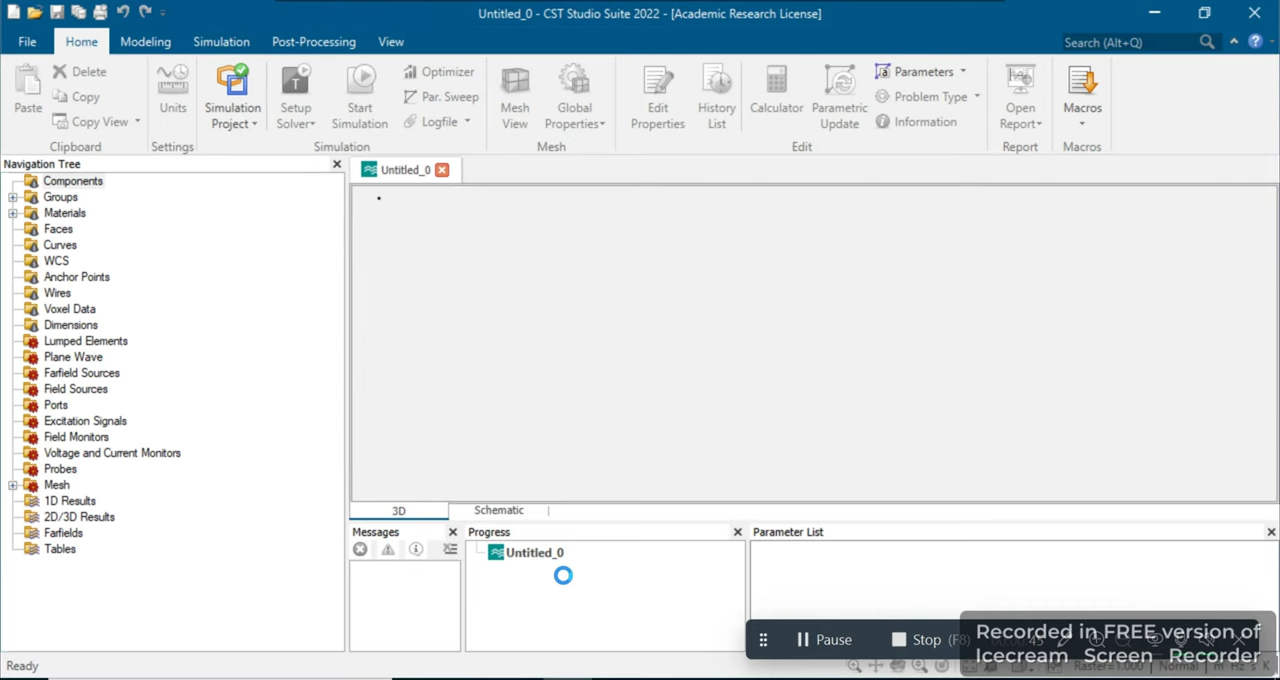 Untitled_0 - CST Studio Suite 2022 - [Academic Research License]
File Home Modeling Simulation Post-Processing View Search (Alt+Q)
Paste Delete Copy Copy View
Clipboard
Units
Settings
Simulation Project Setup Solver Start Simulation Optimizer Par. Sweep Logfile
Simulation
Mesh View Global Properties
Mesh
Edit Properties History List Calculator Parametric Update Parameters Problem Type Information
Edit
Open Report
Report
Macros
Macros
Navigation Tree
Components
Groups
Materials
Faces
Curves
WCS
Anchor Points
Wires
Voxel Data
Dimensions
Lumped Elements
Plane Wave
Farfield Sources
Field Sources
Ports
Excitation Signals
Field Monitors
Voltage and Current Monitors
Probes
Mesh
1D Results
2D/3D Results
Farfields
Tables
Untitled_0
3D Schematic
Messages Progress Parameter List
Untitled_0
Pause Stop (F8)
Recorded in FREE version of
Icecream Screen Recorder
Ready Raster=1.000 Normal m Hz s K